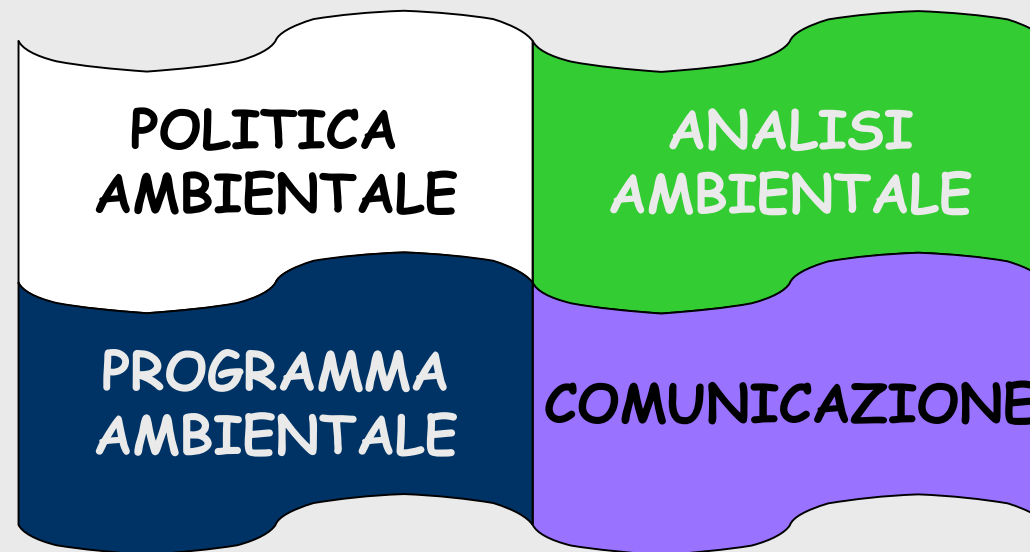 POLITICA
AMBIENTALE
ANALISI
AMBIENTALE
PROGRAMMA
AMBIENTALE
COMUNICAZIONE